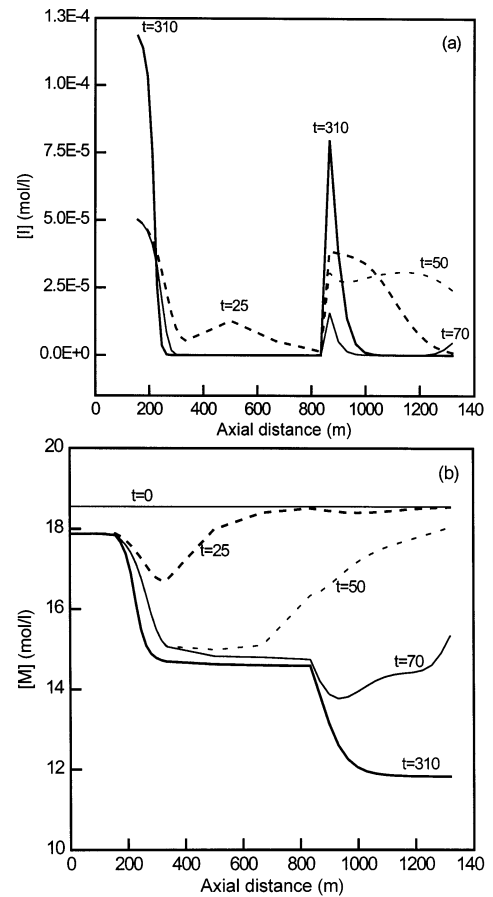 1.3E-4
t=310
(a)
1.0E-4
t=310
7.5E-5
[I] (mol/l)
5.0E-5
t=50
2.5E-5
t=25
t=70
0.0E+0
0 200 400 600 800 1000 1200 140
Axial distance (m)
20
(b)
t=0
18
t=25
t=50
16
[M] (mol/l)
t=70
14
t=310
12
10
0 200 400 600 800 1000 1200 140
Axial distance (m)